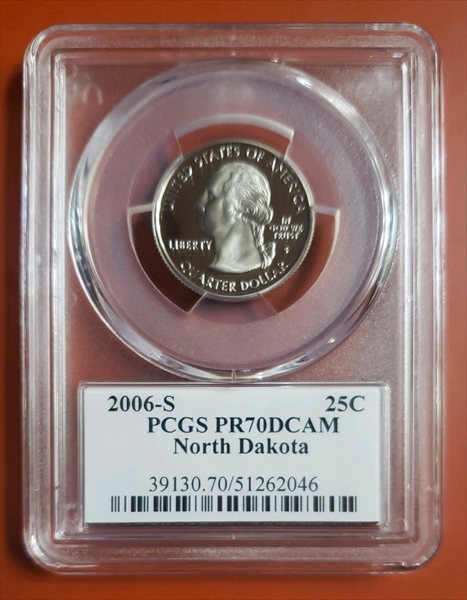 UNITED STATES OF AMERICA
LIBERTY
IN
GOD WE
TRUST
S
QUARTER DOLLAR
2006-S 25C
PCGS PR70DCAM
North Dakota
39130.70/51262046